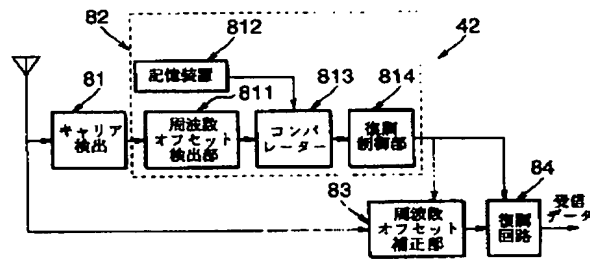 82
812
42
記憶装置
81
811
813
814
キャリア
検出
周波数
オフセット
検出部
コンパ
レーター
復調
制御部
83
84
周波数
オフセット
補正部
復調
回路
受信
データ